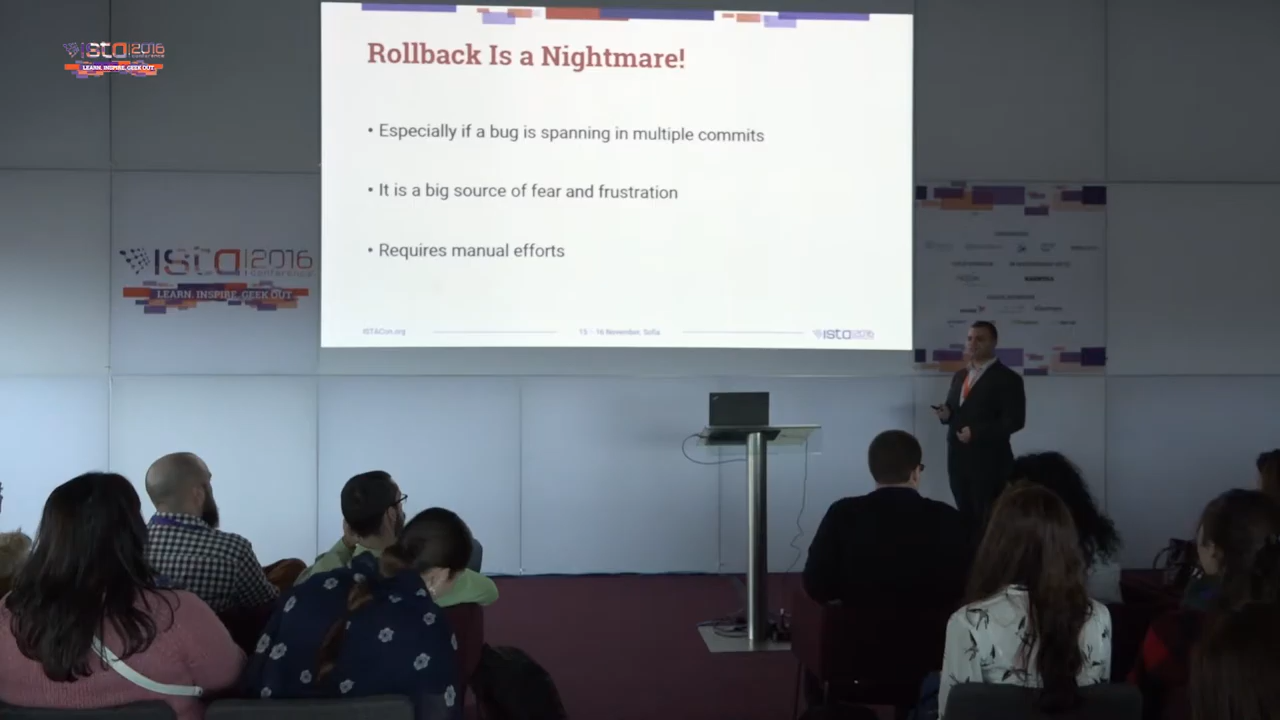 ista 2016
conference
LEARN. INSPIRE. GEEK OUT.
Rollback Is a Nightmare!
• Especially if a bug is spanning in multiple commits
• It is a big source of fear and frustration
• Requires manual efforts
ISTACon.org
15 - 16 November, Sofia
ista 2016
ista 2016
Conference
LEARN. INSPIRE. GEEK OUT.